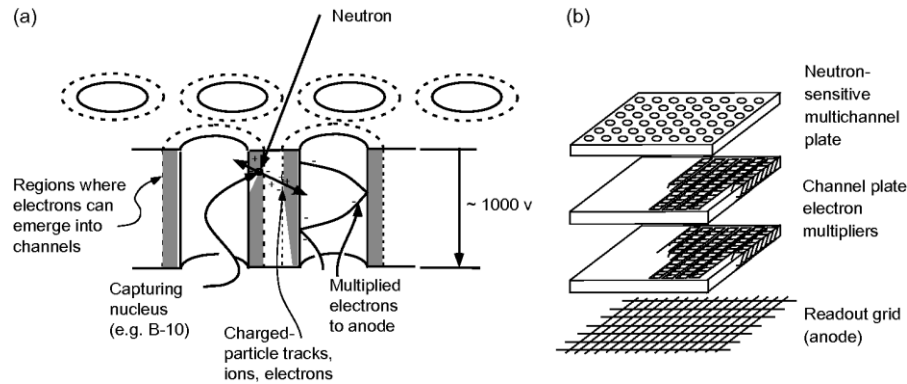 (a)
Neutron
Regions where
electrons can
emerge into
channels
~ 1000 v
Capturing
nucleus
(e.g. B-10)
Charged-
particle tracks,
ions, electrons
Multiplied
electrons
to anode
(b)
Neutron-
sensitive
multichannel
plate
Channel plate
electron
multipliers
Readout grid
(anode)